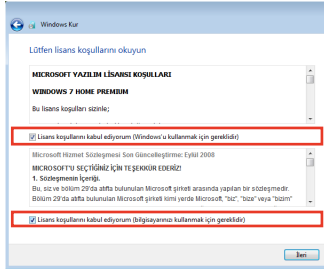 Windows Kur
Lütfen lisans koşullarını okuyun
MICROSOFT YAZILIM LİSANSI KOŞULLARI
WINDOWS 7 HOME PREMIUM
Bu lisans koşulları sizinle;
Lisans koşullarını kabul ediyorum (Windows'u kullanmak için gereklidir)
Microsoft Hizmet Sözleşmesi Son Güncelleştirme: Eylül 2008
MICROSOFT'U SEÇTİĞİNİZ İÇİN TEŞEKKÜR EDERİZ!
1. Sözleşmenin İçeriği.
Bu, siz ve bölüm 29'da atıfta bulunulan Microsoft şirketi arasında yapılan bir sözleşmedir.
Bölüm 29'da atıfta bulunulan Microsoft şirketi kimi yerde Microsoft, "biz", "bize" veya "bizim"
Lisans koşullarını kabul ediyorum (bilgisayarınızı kullanmak için gereklidir)
İleri